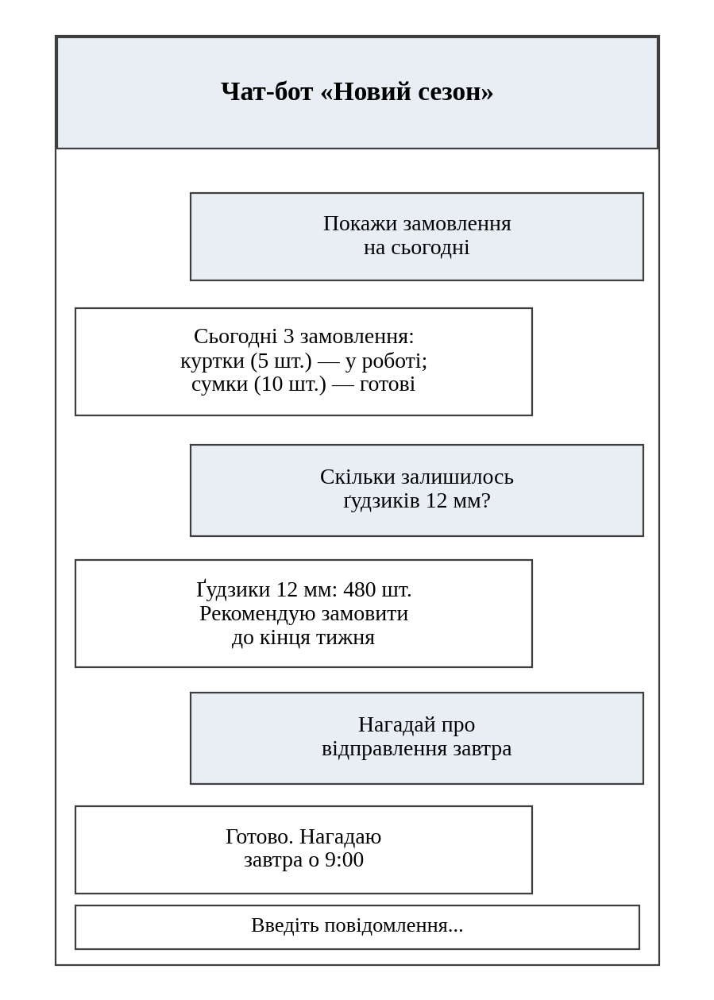 Чат-бот «Новий сезон»
Покажи замовлення
на сьогодні
Сьогодні 3 замовлення:
куртки (5 шт.) — у роботі;
сумки (10 шт.) — готові
Скільки залишилось
ґудзиків 12 мм?
Ґудзики 12 мм: 480 шт.
Рекомендую замовити
до кінця тижня
Нагадай про
відправлення завтра
Готово. Нагадаю
завтра о 9:00
Введіть повідомлення...